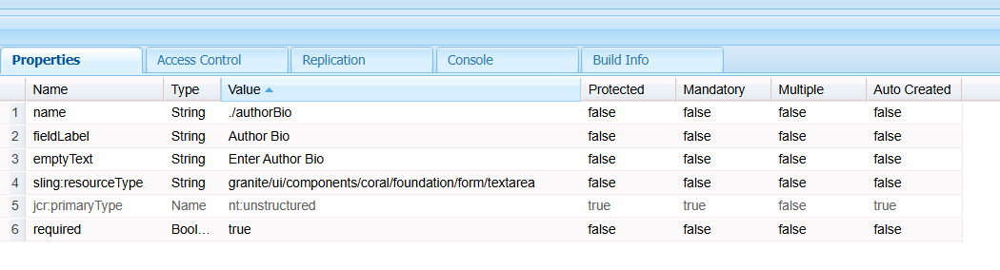 Properties Access Control Replication Console Build Info
Name Type Value Protected Mandatory Multiple Auto Created
1 name String ./authorBio false false false false
2 fieldLabel String Author Bio false false false false
3 emptyText String Enter Author Bio false false false false
4 sling:resourceType String granite/ui/components/coral/foundation/form/textarea false false false false
5 jcr:primaryType Name nt:unstructured true true false true
6 required Bool... true false false false false